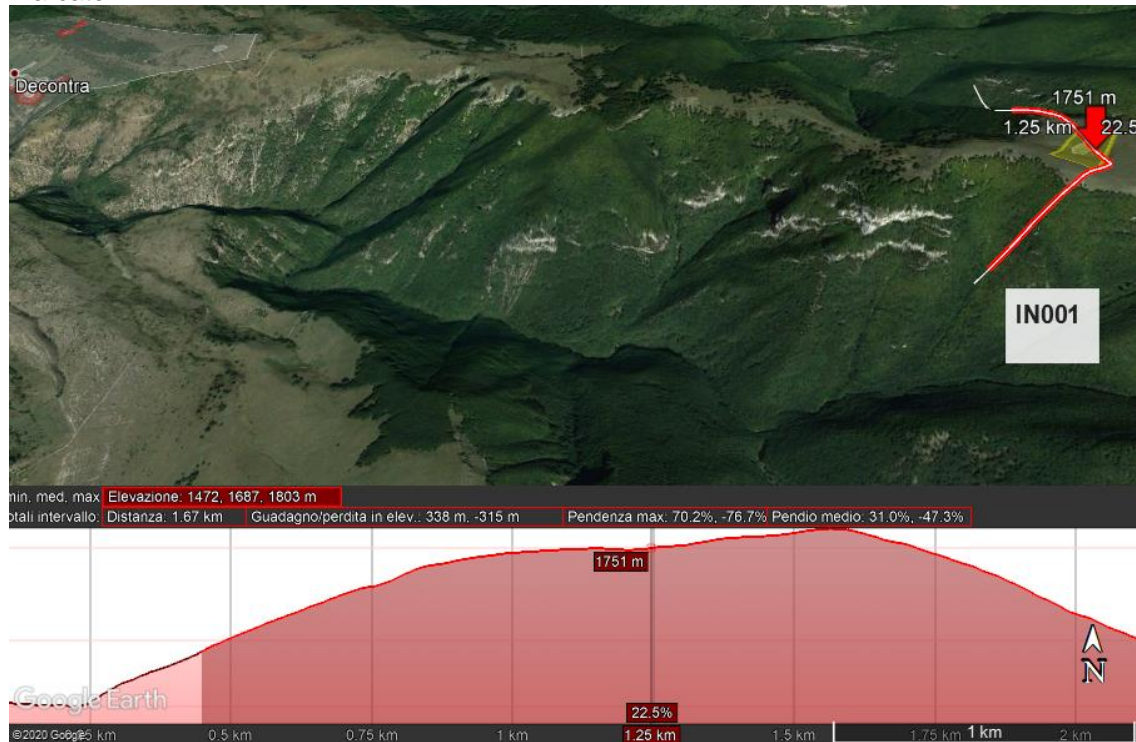 Decontra
1751 m
1.25 km 22.5
IN001
min, med, max Elevazione: 1472, 1687, 1803 m
otali intervallo: Distanza: 1.67 km Guadagno/perdita in elev.: 338 m, -315 m Pendenza max: 70.2%, -76.7% Pendio medio: 31.0%, -47.3%
1751 m
N
Google Earth
22.5%
©2020 Google 0.5 km 0.75 km 1 km 1.25 km 1.5 km 1.75 km 1 km 2 km